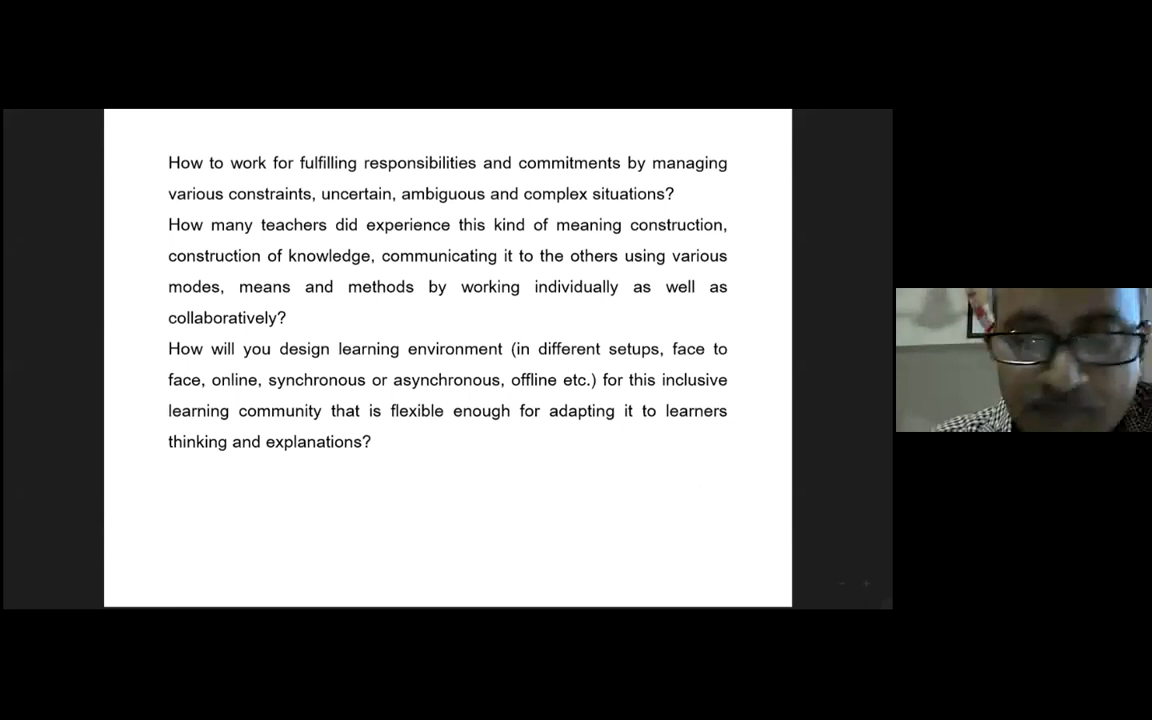 How to work for fulfilling responsibilities and commitments by managing
various constraints, uncertain, ambiguous and complex situations?
How many teachers did experience this kind of meaning construction,
construction of knowledge, communicating it to the others using various
modes, means and methods by working individually as well as
collaboratively?
How will you design learning environment (in different setups, face to
face, online, synchronous or asynchronous, offline etc.) for this inclusive
learning community that is flexible enough for adapting it to learners
thinking and explanations?